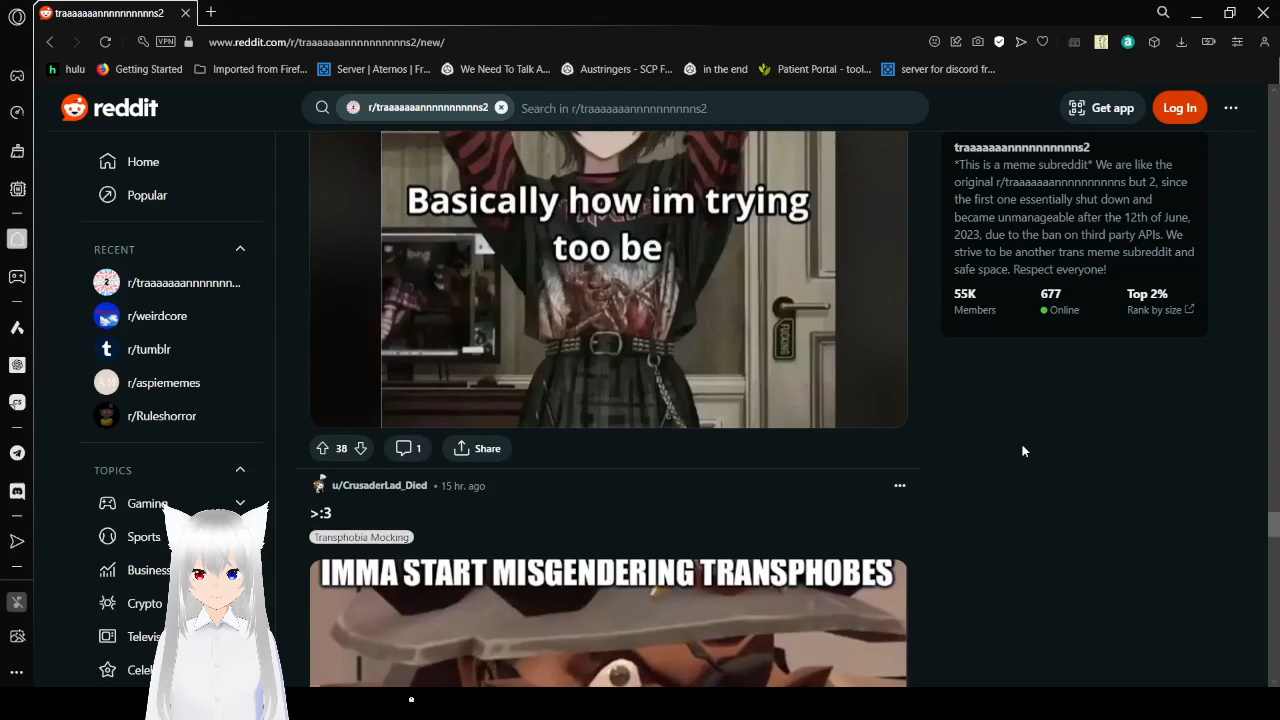 traaaaaaannnnnnnnnns2
VPN
www.reddit.com/r/traaaaaaannnnnnnnnns2/new/
hulu
Getting Started
Imported from Firef...
Server | Aternos | Fr...
We Need To Talk A...
Austringers - SCP F...
in the end
Patient Portal - tool...
server for discord fr...
reddit
r/traaaaaaannnnnnnnnns2
Search in r/traaaaaaannnnnnnnnns2
Get app
Log In
Home
Popular
RECENT
r/traaaaaaannnnnnn...
r/weirdcore
r/tumblr
r/aspiememes
r/Ruleshorror
TOPICS
Gaming
Sports
Business
Crypto
Televis
Celeb
Basically how im trying
too be
FUCKING
38
1
Share
u/CrusaderLad_Died • 15 hr. ago
>:3
Transphobia Mocking
IMMA START MISGENDERING TRANSPHOBES
traaaaaaannnnnnnnnns2
*This is a meme subreddit* We are like the
original r/traaaaaaannnnnnnnnns but 2, since
the first one essentially shut down and
became unmanageable after the 12th of June,
2023, due to the ban on third party APIs. We
strive to be another trans meme subreddit and
safe space. Respect everyone!
55K
677
Top 2%
Members
Online
Rank by size